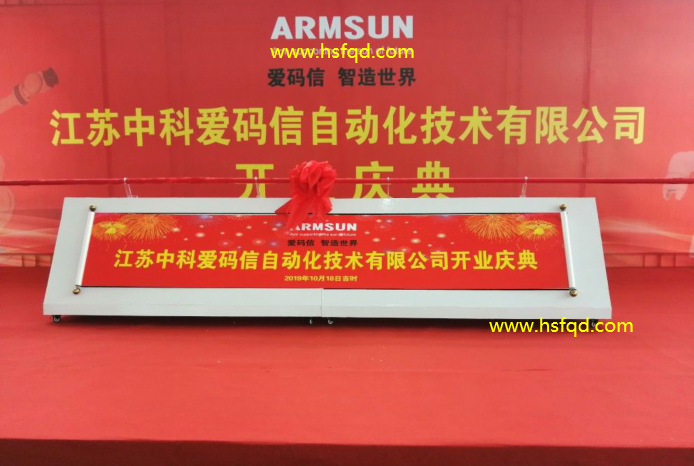 ARMSUN
www.hsfqd.com
爱码信 智造世界
江苏中科爱码信自动化技术有限公司
开业庆典
ARMSUN
爱码信 智造世界
江苏中科爱码信自动化技术有限公司开业庆典
2019年10月18日吉时
www.hsfqd.com